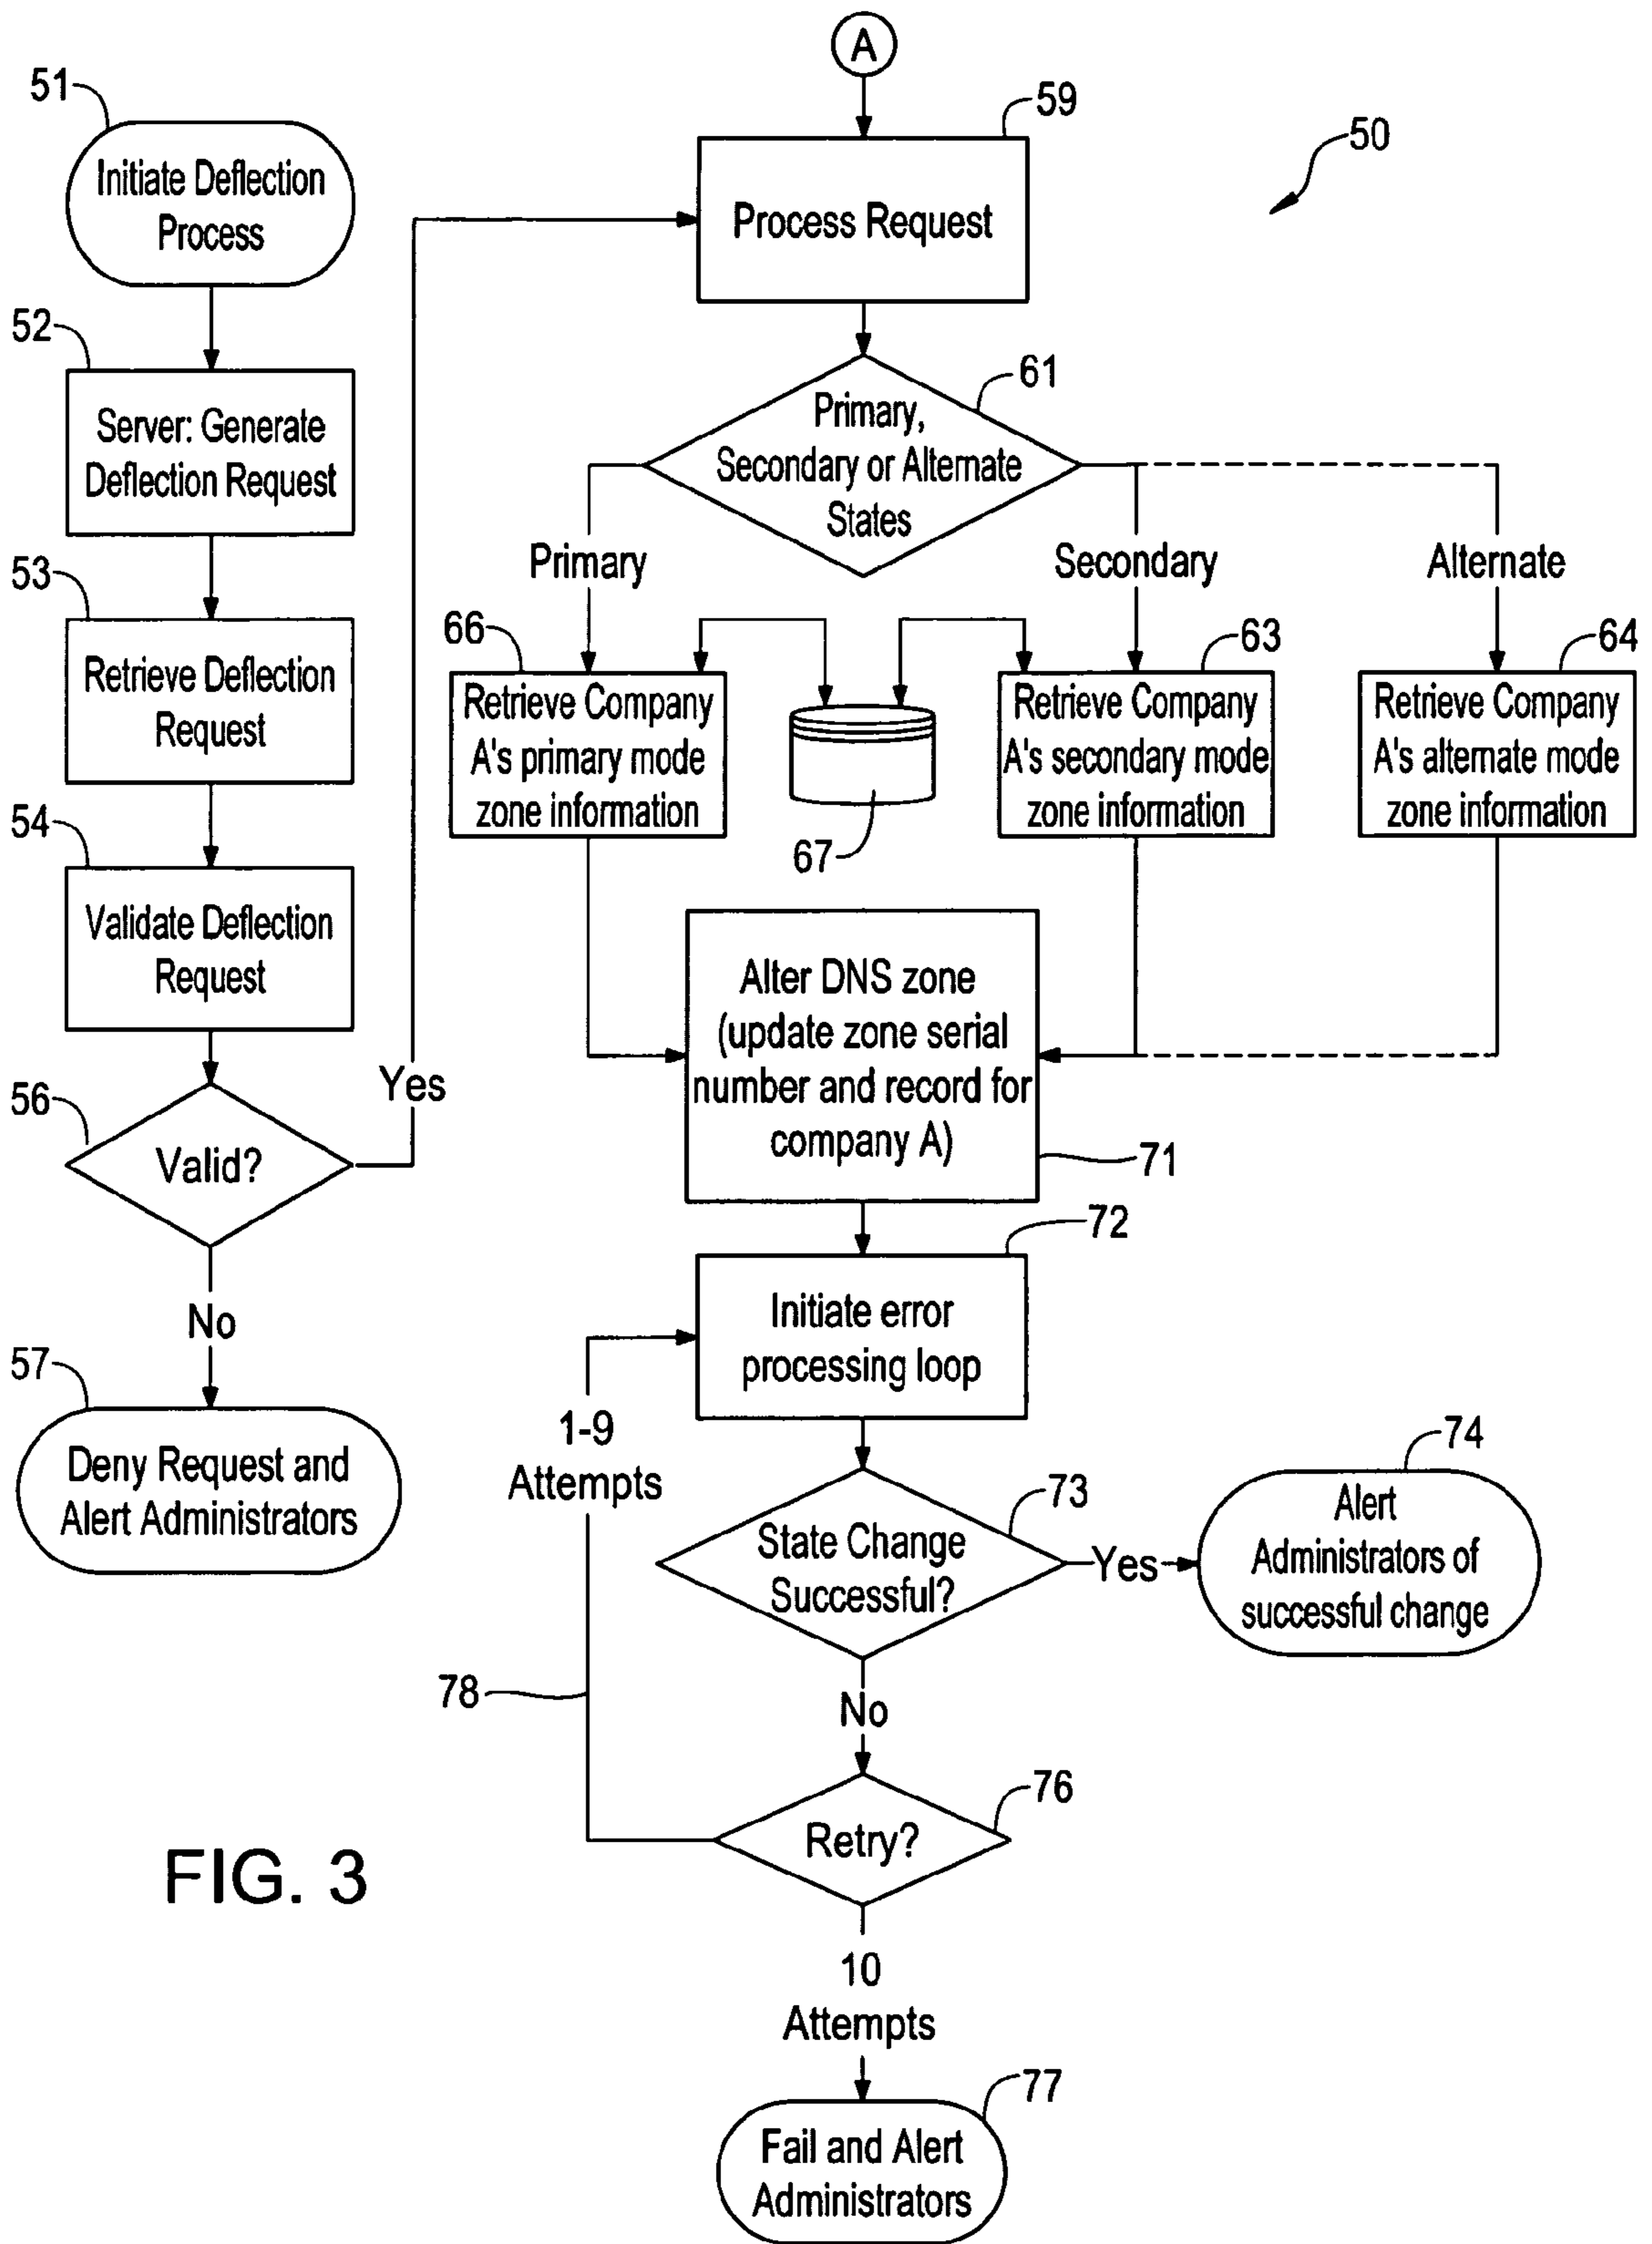 51
Initiate Deflection
Process
52
Server: Generate
Deflection Request
53
Retrieve Deflection
Request
54
Validate Deflection
Request
56
Valid?
Yes
No
57
Deny Request and
Alert Administrators
A
59
Process Request
50
61
Primary,
Secondary or Alternate
States
Primary
Secondary
Alternate
66
Retrieve Company
A's primary mode
zone information
67
63
Retrieve Company
A's secondary mode
zone information
64
Retrieve Company
A's alternate mode
zone information
Alter DNS zone
(update zone serial
number and record for
company A)
71
72
Initiate error
processing loop
1-9
Attempts
73
State Change
Successful?
Yes
74
Alert
Administrators of
successful change
78
No
76
Retry?
10
Attempts
77
Fail and Alert
Administrators
FIG. 3